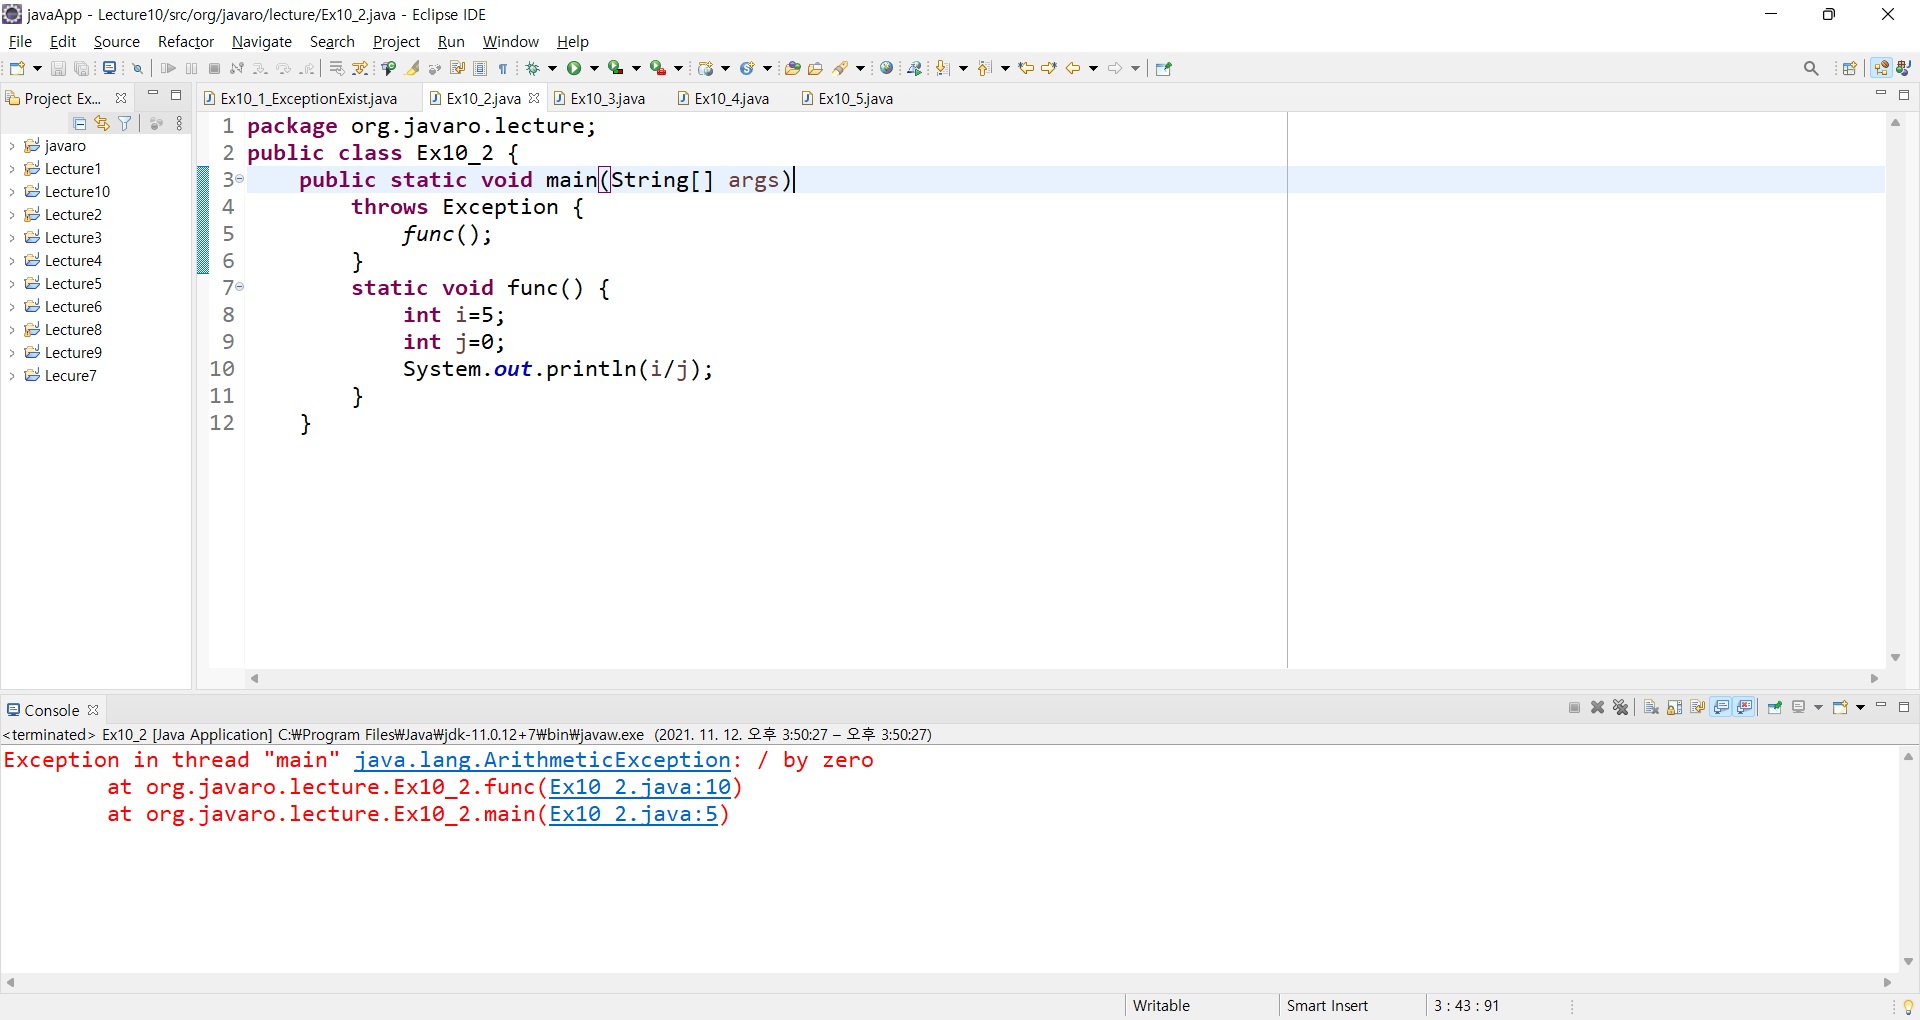 javaApp - Lecture10/src/org/javaro/lecture/Ex10_2.java - Eclipse IDE
File Edit Source Refactor Navigate Search Project Run Window Help
Project Ex...
Ex10_1_ExceptionExist.java Ex10_2.java Ex10_3.java Ex10_4.java Ex10_5.java
javaro
Lecture1
Lecture10
Lecture2
Lecture3
Lecture4
Lecture5
Lecture6
Lecture8
Lecture9
Lecure7
1 package org.javaro.lecture;
2 public class Ex10_2 {
3 public static void main(String[] args)
4 throws Exception {
5 func();
6 }
7 static void func() {
8 int i=5;
9 int j=0;
10 System.out.println(i/j);
11 }
12 }
Console
<terminated> Ex10_2 [Java Application] C:₩Program Files₩Java₩jdk-11.0.12+7₩bin₩javaw.exe (2021. 11. 12. 오후 3:50:27 – 오후 3:50:27)
Exception in thread "main" java.lang.ArithmeticException: / by zero
at org.javaro.lecture.Ex10_2.func(Ex10_2.java:10)
at org.javaro.lecture.Ex10_2.main(Ex10_2.java:5)
Writable Smart Insert 3 : 43 : 91